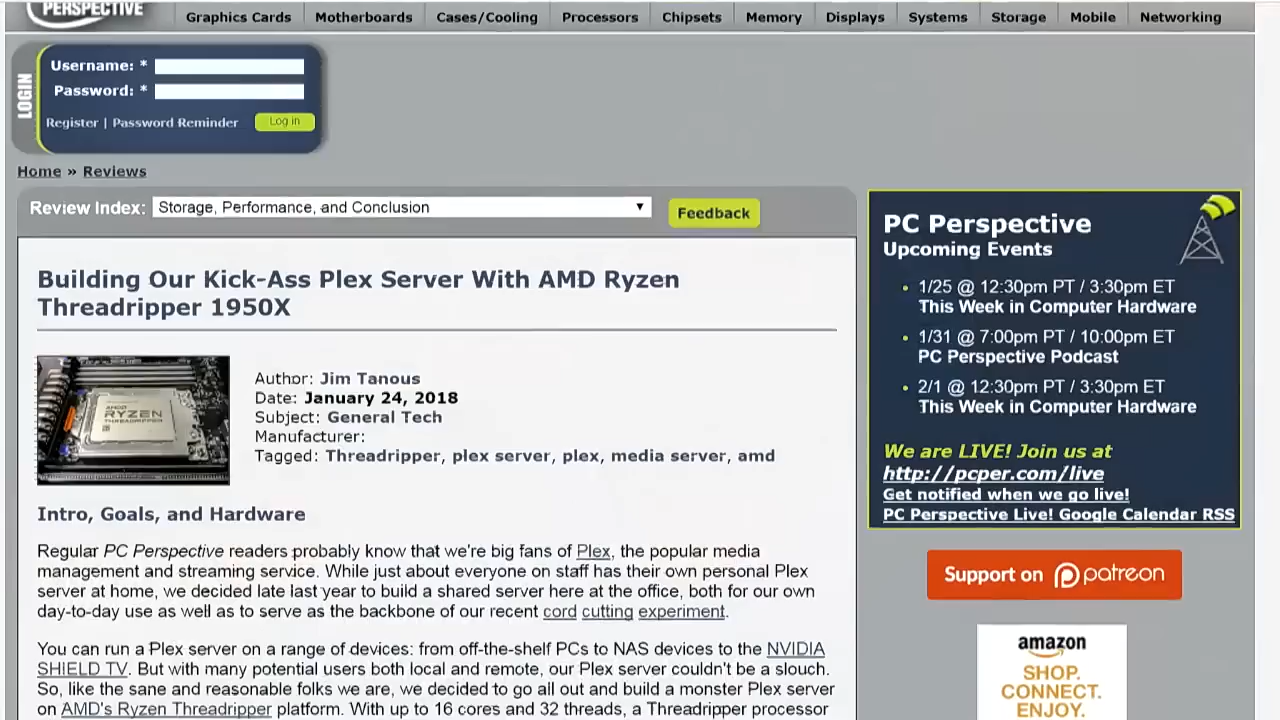 PERSPECTIVE
Graphics Cards Motherboards Cases/Cooling Processors Chipsets Memory Displays Systems Storage Mobile Networking
LOGIN
Username: *
Password: *
Register | Password Reminder Log in
Home » Reviews
Review Index: Storage, Performance, and Conclusion Feedback
Building Our Kick-Ass Plex Server With AMD Ryzen
Threadripper 1950X
AMD
RYZEN
THREADRIPPER
Author: Jim Tanous
Date: January 24, 2018
Subject: General Tech
Manufacturer:
Tagged: Threadripper, plex server, plex, media server, amd
Intro, Goals, and Hardware
Regular PC Perspective readers probably know that we're big fans of Plex, the popular media
management and streaming service. While just about everyone on staff has their own personal Plex
server at home, we decided late last year to build a shared server here at the office, both for our own
day-to-day use as well as to serve as the backbone of our recent cord cutting experiment.
You can run a Plex server on a range of devices: from off-the-shelf PCs to NAS devices to the NVIDIA
SHIELD TV. But with many potential users both local and remote, our Plex server couldn't be a slouch.
So, like the sane and reasonable folks we are, we decided to go all out and build a monster Plex server
on AMD's Ryzen Threadripper platform. With up to 16 cores and 32 threads, a Threadripper processor
PC Perspective
Upcoming Events
• 1/25 @ 12:30pm PT / 3:30pm ET
This Week in Computer Hardware
• 1/31 @ 7:00pm PT / 10:00pm ET
PC Perspective Podcast
• 2/1 @ 12:30pm PT / 3:30pm ET
This Week in Computer Hardware
We are LIVE! Join us at
http://pcper.com/live
Get notified when we go live!
PC Perspective Live! Google Calendar RSS
Support on patreon
amazon
SHOP.
CONNECT.
ENJOY.